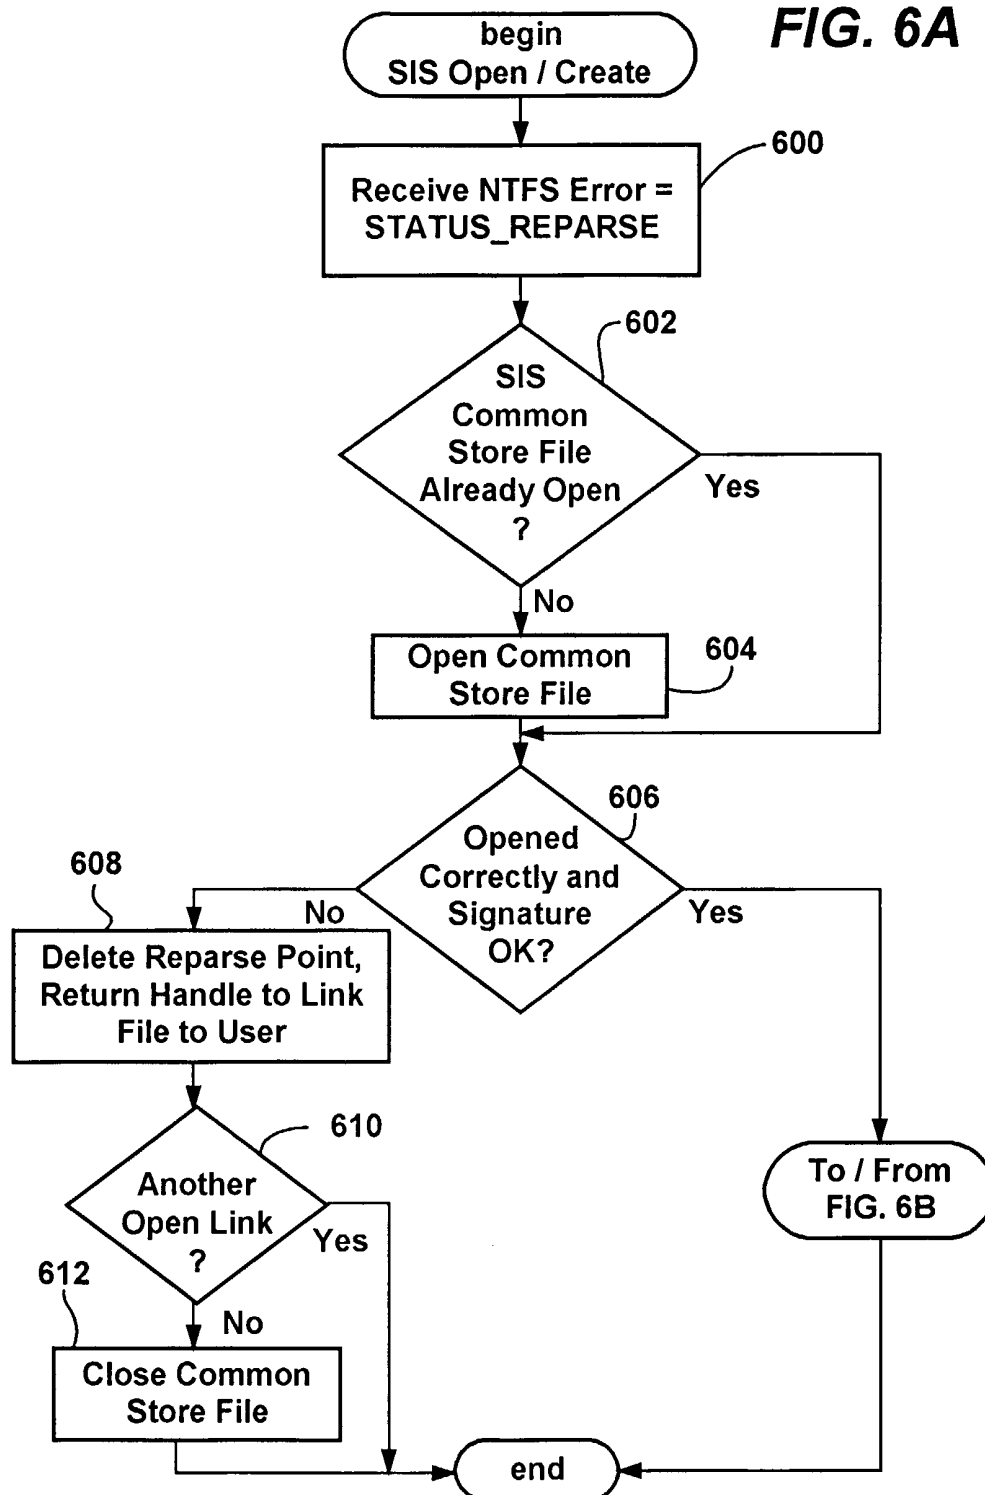 FIG. 6A
begin
SIS Open / Create
600
Receive NTFS Error =
STATUS_REPARSE
602
SIS
Common
Store File
Already Open
?
Yes
No
604
Open Common
Store File
606
Opened
Correctly and
Signature
OK?
608
No
Yes
Delete Reparse Point,
Return Handle to Link
File to User
610
Another
Open Link
?
Yes
To / From
FIG. 6B
612
No
Close Common
Store File
end